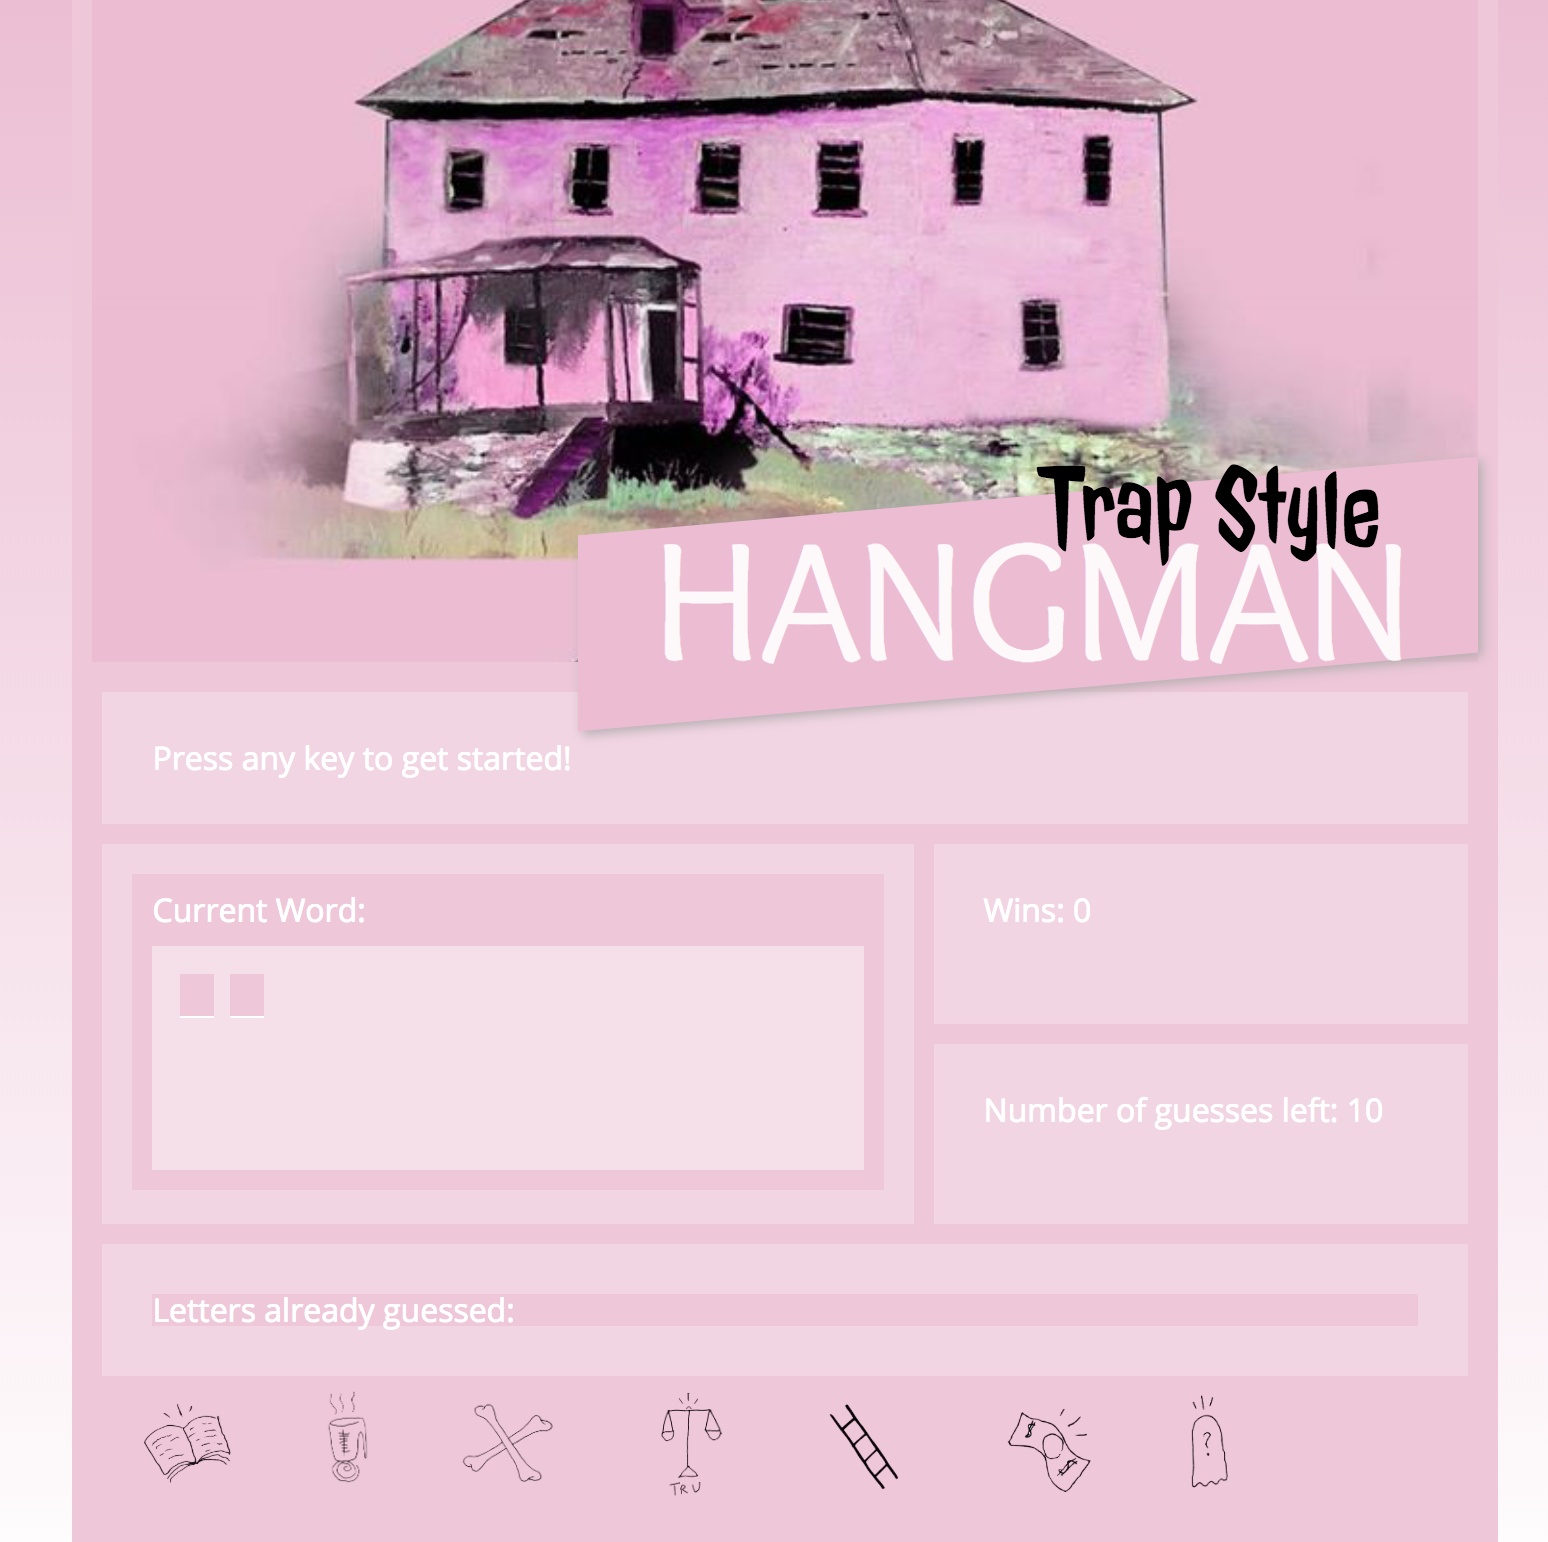 Trap Style
HANGMAN
Press any key to get started!
Current Word:
Wins: 0
Number of guesses left: 10
Letters already guessed:
$
?
$
TRU